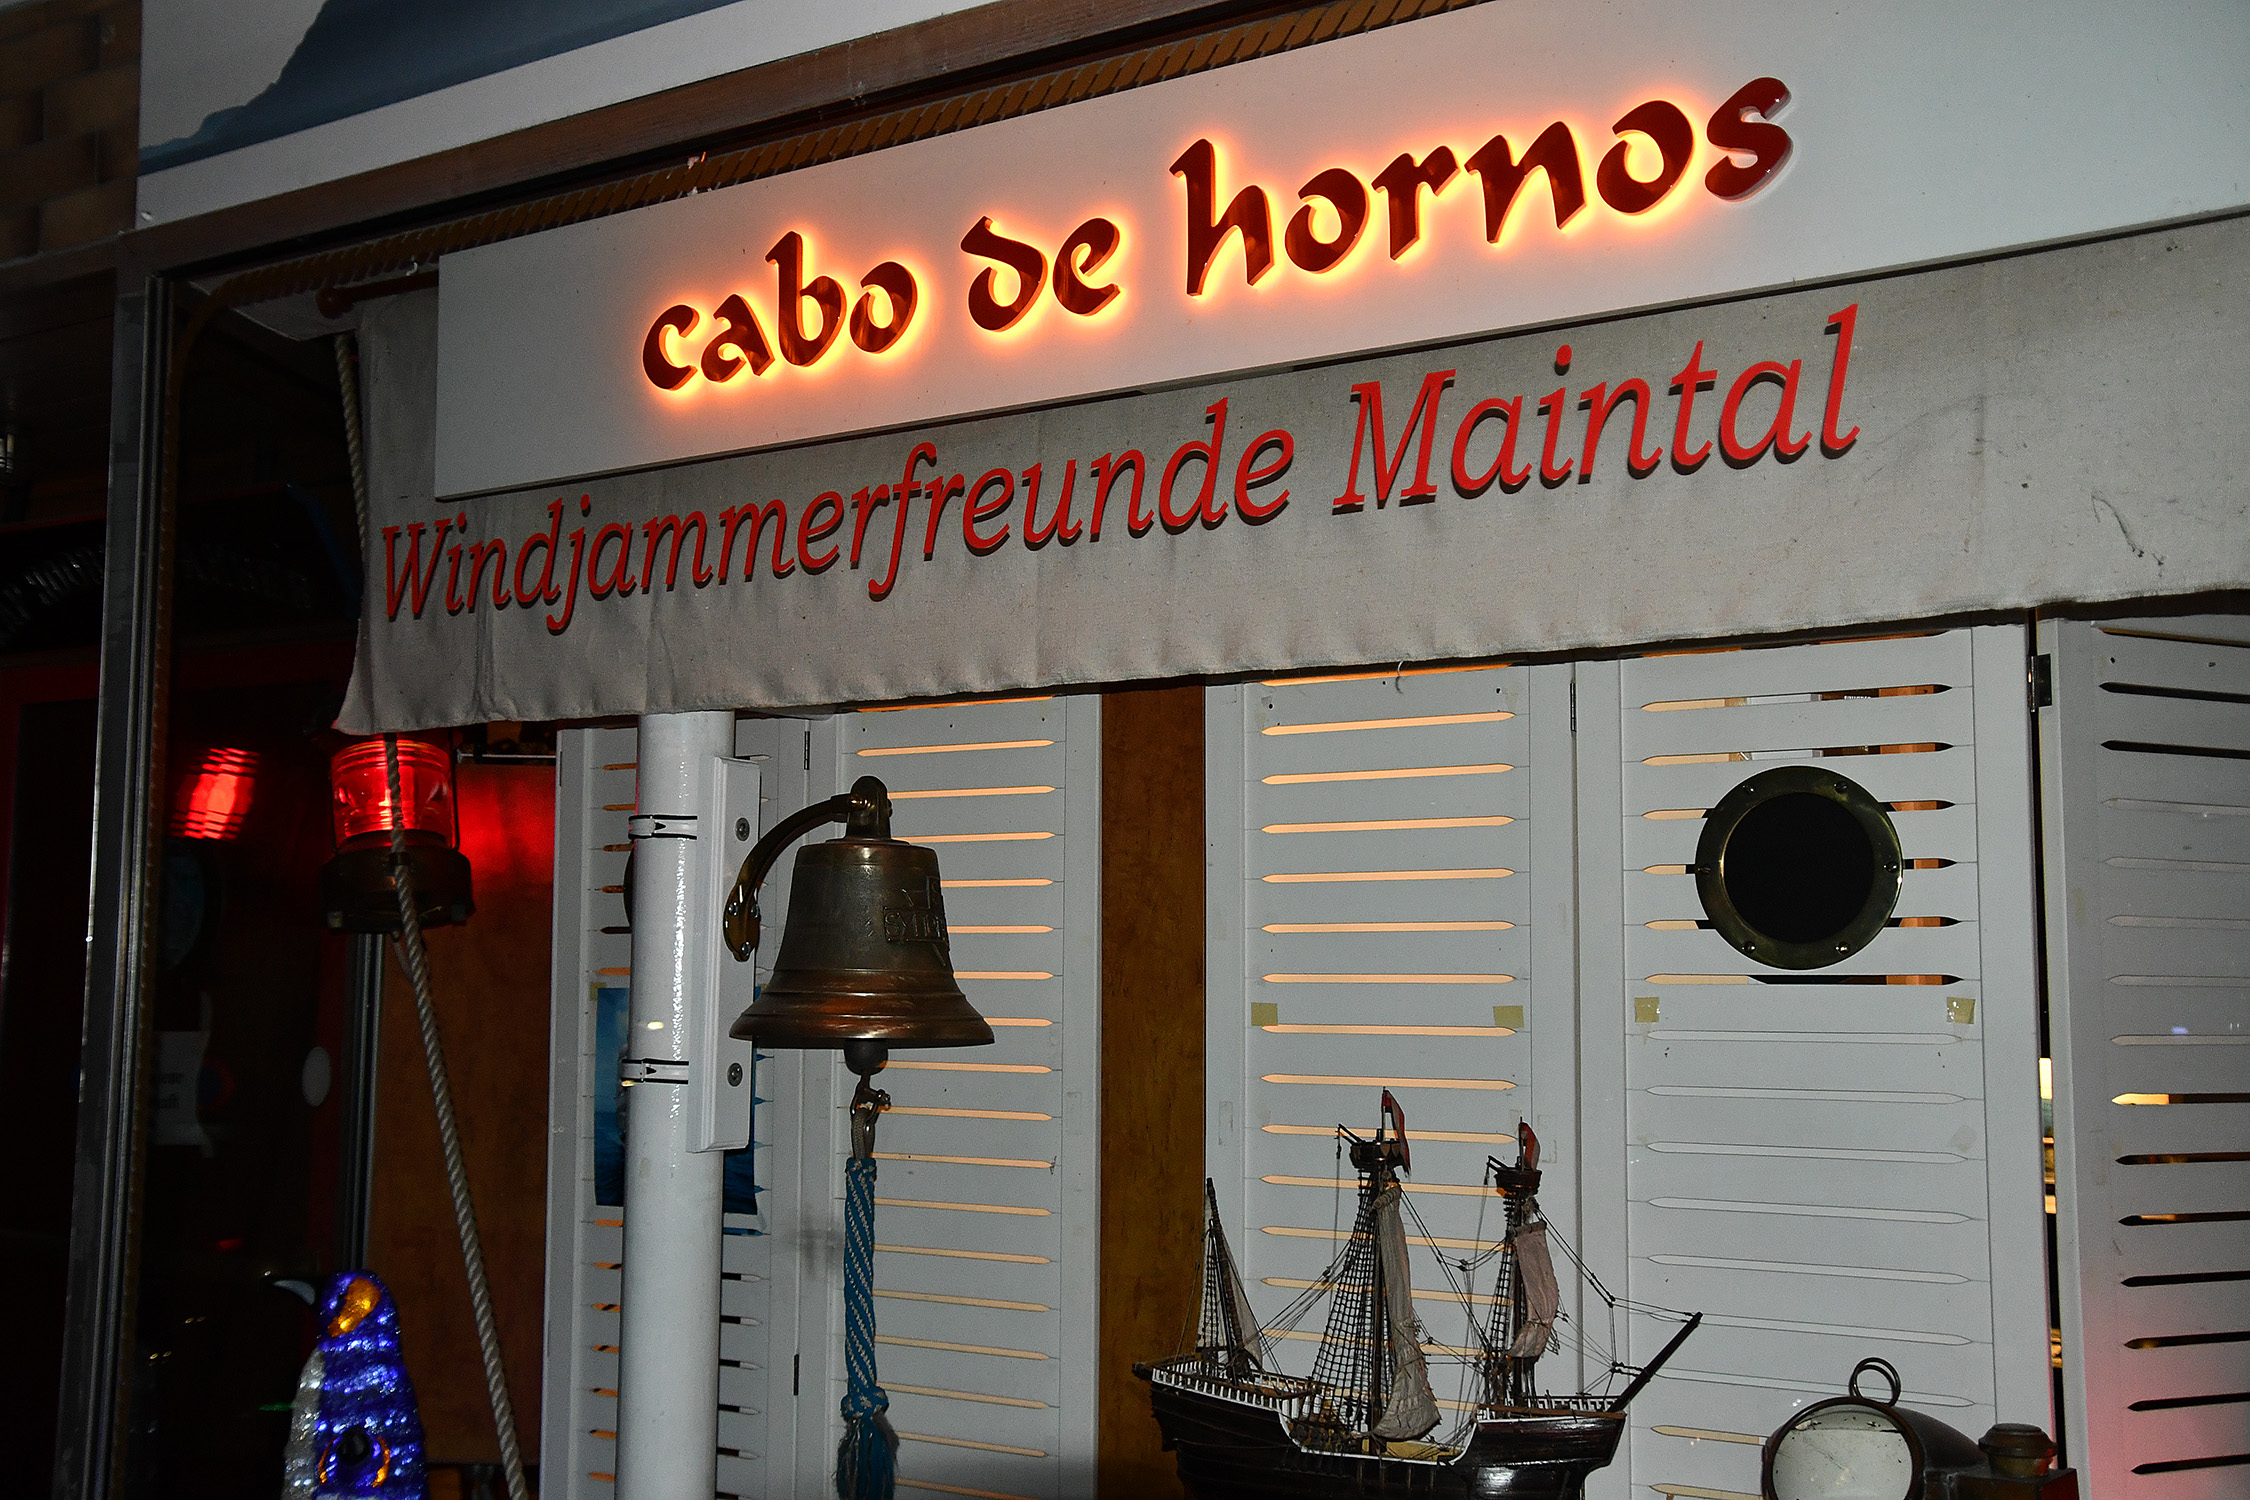 cabo de hornos
Windjammerfreunde Maintal